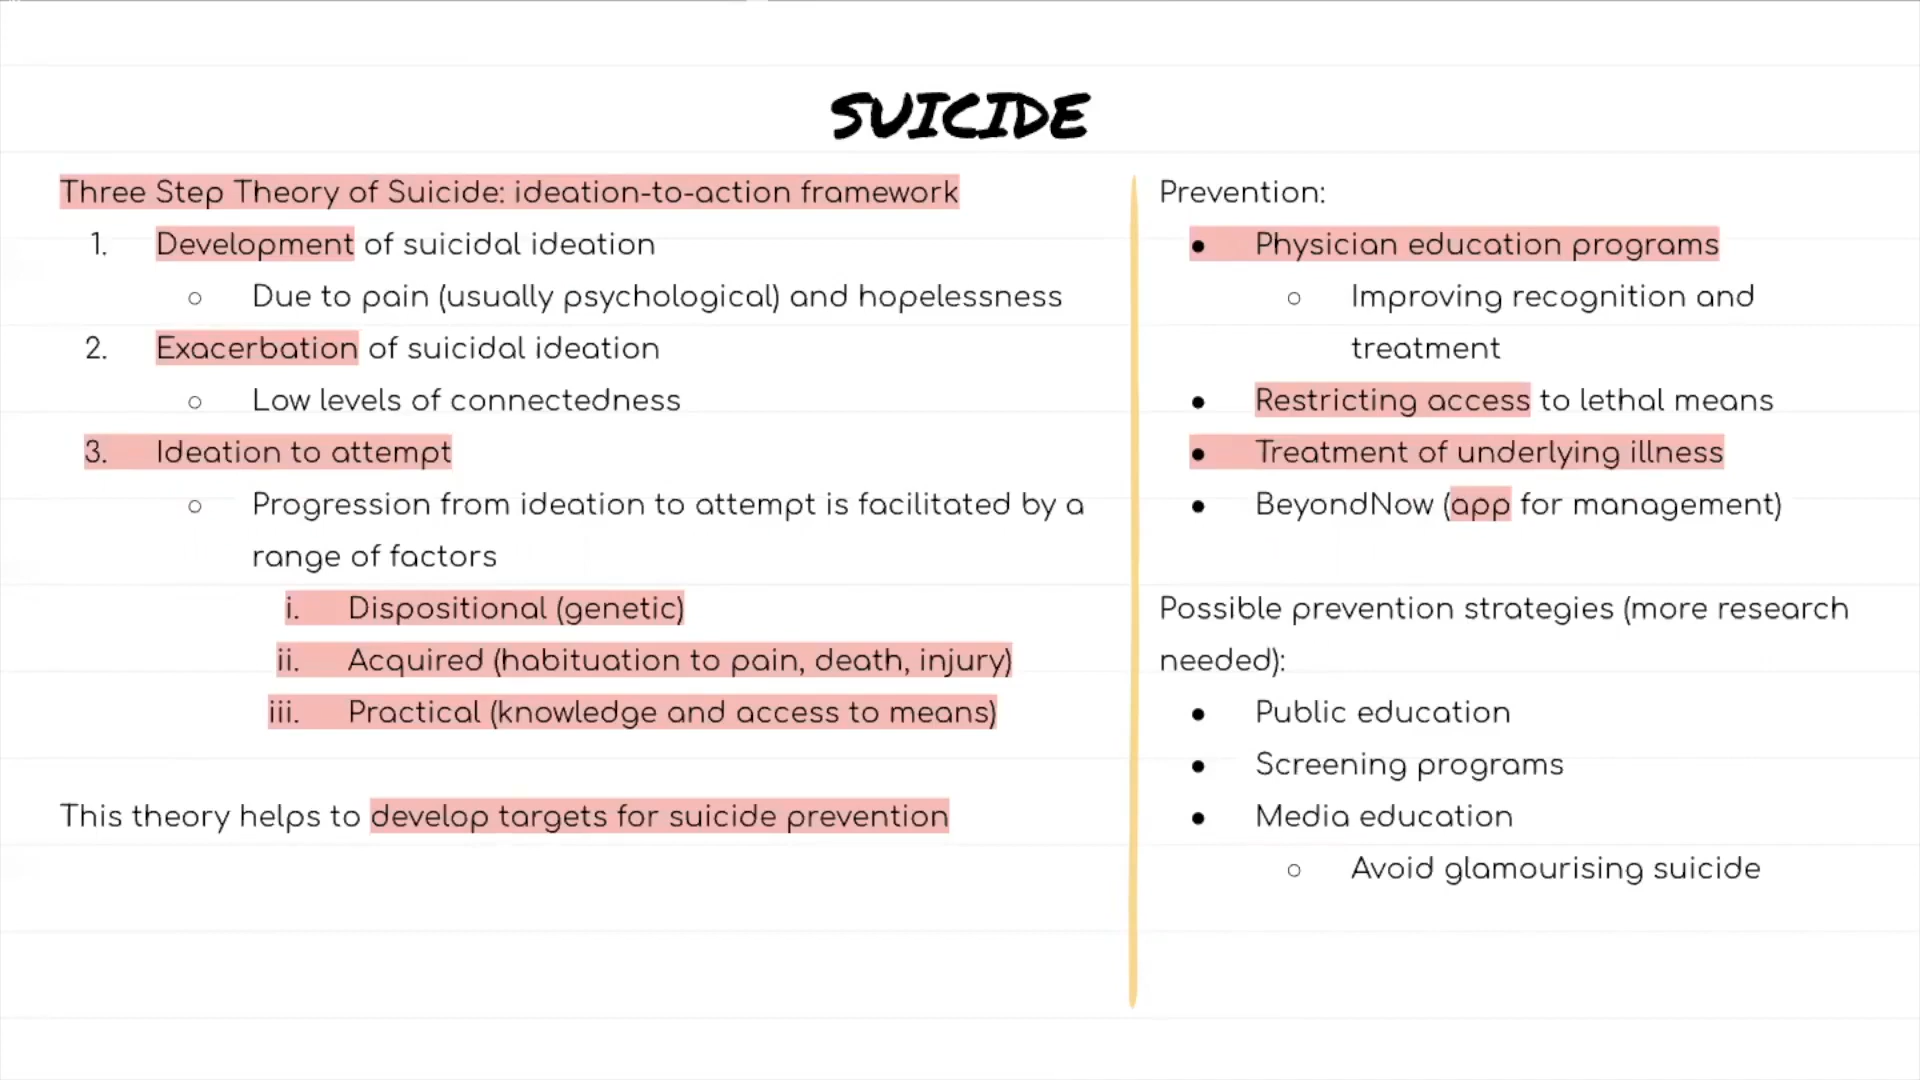 SUICIDE
Three Step Theory of Suicide: ideation-to-action framework
1. Development of suicidal ideation
○ Due to pain (usually psychological) and hopelessness
2. Exacerbation of suicidal ideation
○ Low levels of connectedness
3. Ideation to attempt
○ Progression from ideation to attempt is facilitated by a
range of factors
i. Dispositional (genetic)
ii. Acquired (habituation to pain, death, injury)
iii. Practical (knowledge and access to means)
This theory helps to develop targets for suicide prevention
Prevention:
● Physician education programs
○ Improving recognition and
treatment
● Restricting access to lethal means
● Treatment of underlying illness
● BeyondNow (app for management)
Possible prevention strategies (more research
needed):
● Public education
● Screening programs
● Media education
○ Avoid glamourising suicide